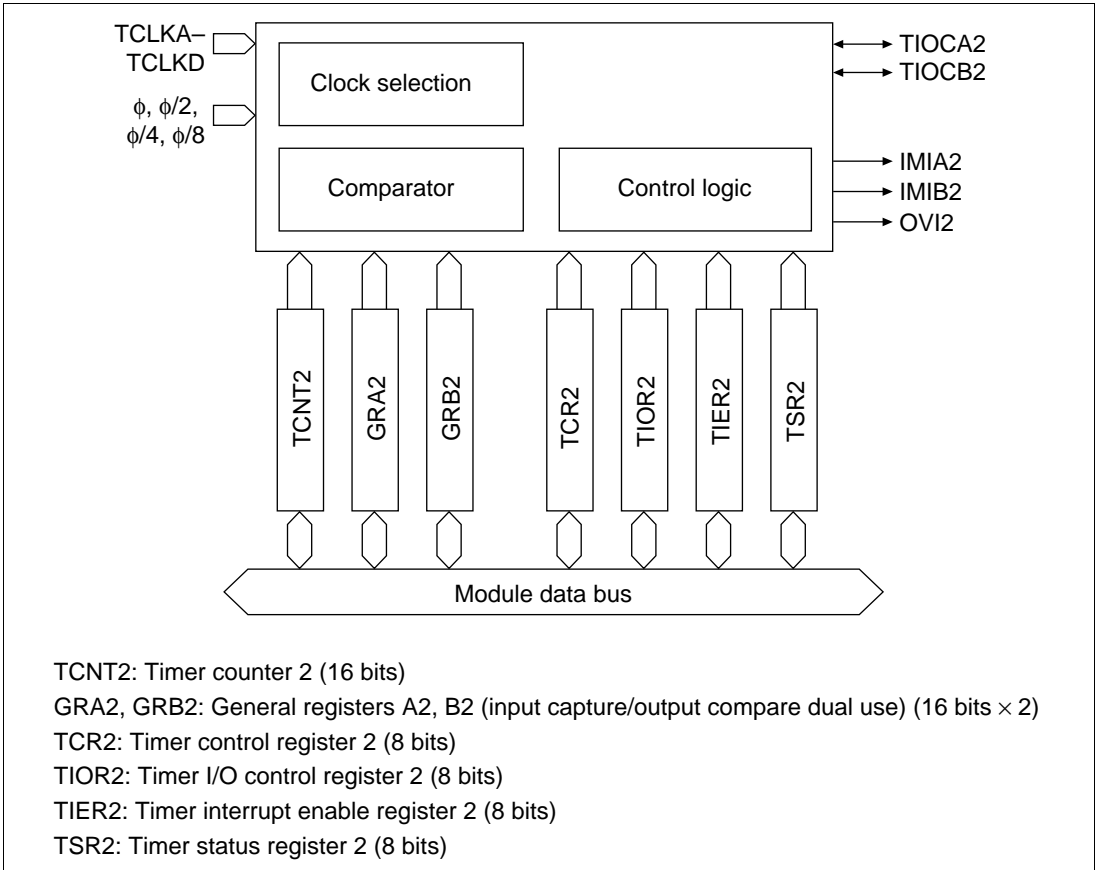 TCLKA–
TCLKD
ϕ, ϕ/2,
ϕ/4, ϕ/8
Clock selection
Comparator
Control logic
TIOCA2
TIOCB2
IMIA2
IMIB2
OVI2
TCNT2
GRA2
GRB2
TCR2
TIOR2
TIER2
TSR2
Module data bus
TCNT2: Timer counter 2 (16 bits)
GRA2, GRB2: General registers A2, B2 (input capture/output compare dual use) (16 bits × 2)
TCR2: Timer control register 2 (8 bits)
TIOR2: Timer I/O control register 2 (8 bits)
TIER2: Timer interrupt enable register 2 (8 bits)
TSR2: Timer status register 2 (8 bits)